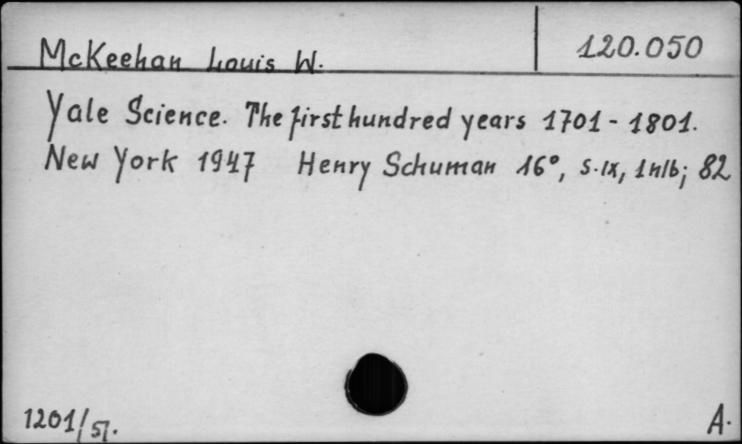 McKeehan Louis W. 120.050
Yale Science. The first hundred years 1701 - 1801.
New York 1947 Henry Schuman 16°, s. IX, 1nlb; 82
1201/51. A.